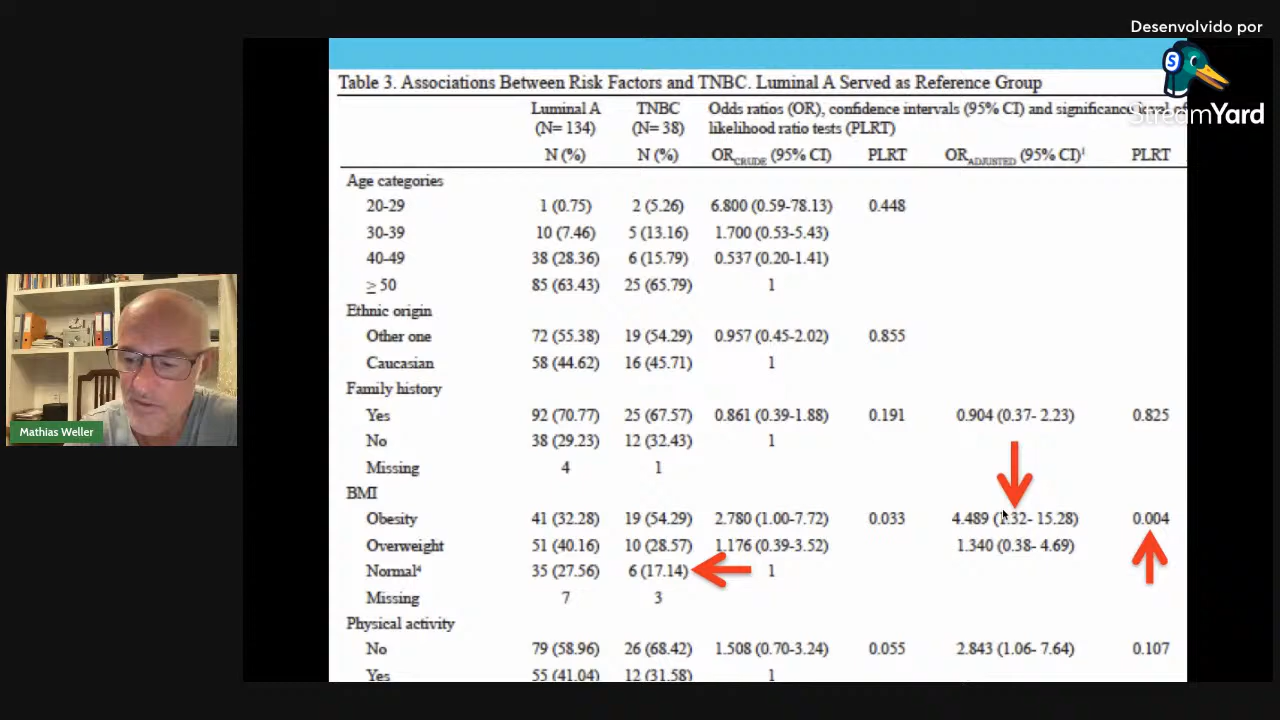 Desenvolvido por
S
StreamYard
Table 3. Associations Between Risk Factors and TNBC. Luminal A Served as Reference Group
Luminal A TNBC Odds ratios (OR), confidence intervals (95% CI) and significance level of
(N= 134) (N= 38) likelihood ratio tests (PLRT)
N (%) N (%) ORCRUDE (95% CI) PLRT ORADJUSTED (95% CI)¹ PLRT
Age categories
20-29 1 (0.75) 2 (5.26) 6.800 (0.59-78.13) 0.448
30-39 10 (7.46) 5 (13.16) 1.700 (0.53-5.43)
40-49 38 (28.36) 6 (15.79) 0.537 (0.20-1.41)
≥ 50 85 (63.43) 25 (65.79) 1
Ethnic origin
Other one 72 (55.38) 19 (54.29) 0.957 (0.45-2.02) 0.855
Caucasian 58 (44.62) 16 (45.71) 1
Family history
Yes 92 (70.77) 25 (67.57) 0.861 (0.39-1.88) 0.191 0.904 (0.37- 2.23) 0.825
No 38 (29.23) 12 (32.43) 1
Missing 4 1
BMI
Obesity 41 (32.28) 19 (54.29) 2.780 (1.00-7.72) 0.033 4.489 (1.32- 15.28) 0.004
Overweight 51 (40.16) 10 (28.57) 1.176 (0.39-3.52) 1.340 (0.38- 4.69)
Normal⁴ 35 (27.56) 6 (17.14) 1
Missing 7 3
Physical activity
No 79 (58.96) 26 (68.42) 1.508 (0.70-3.24) 0.055 2.843 (1.06- 7.64) 0.107
Yes 55 (41.04) 12 (31.58) 1
Mathias Weller